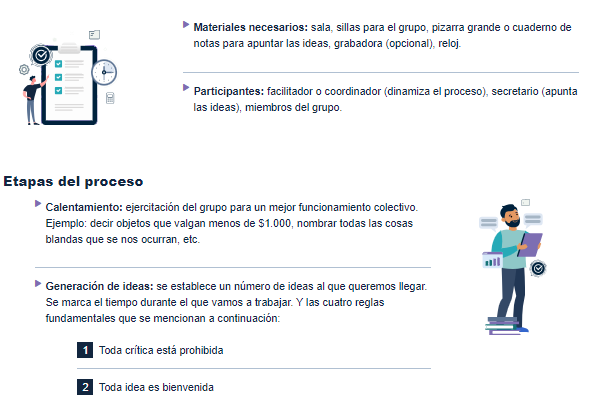 Materiales necesarios: sala, sillas para el grupo, pizarra grande o cuaderno de
notas para apuntar las ideas, grabadora (opcional), reloj.
Participantes: facilitador o coordinador (dinamiza el proceso), secretario (apunta
las ideas), miembros del grupo.
Etapas del proceso
Calentamiento: ejercitación del grupo para un mejor funcionamiento colectivo.
Ejemplo: decir objetos que valgan menos de $1.000, nombrar todas las cosas
blandas que se nos ocurran, etc.
Generación de ideas: se establece un número de ideas al que queremos llegar.
Se marca el tiempo durante el que vamos a trabajar. Y las cuatro reglas
fundamentales que se mencionan a continuación:
1 Toda crítica está prohibida
2 Toda idea es bienvenida